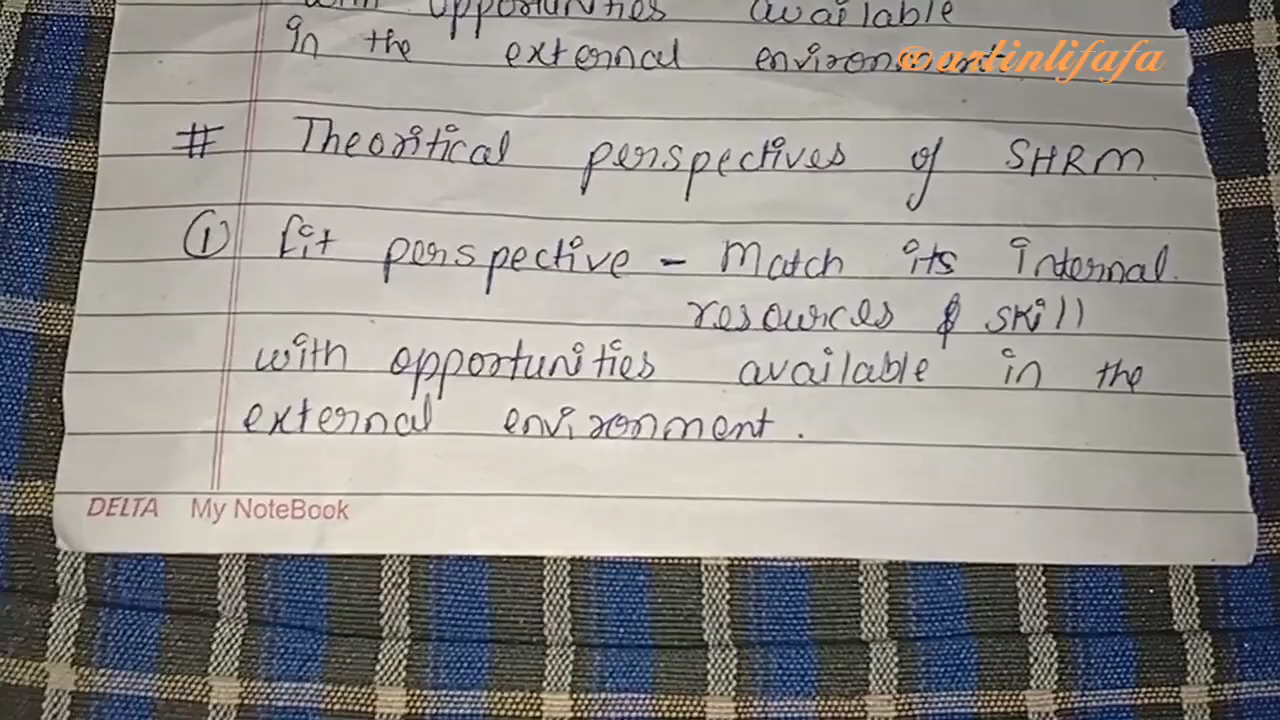 with opportunities available
in the external environment.
@artinlifafa
# Theoritical perspectives of SHRM
① fit perspective - Match its internal
resources & skill
with opportunities available in the
external environment.
DELTA My NoteBook